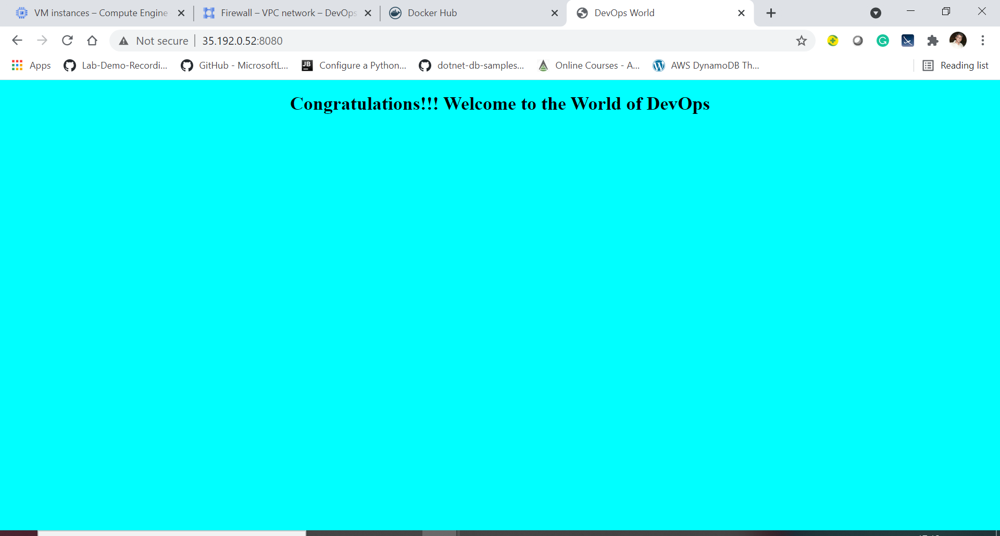 VM instances – Compute Engine
Firewall – VPC network – DevOps
Docker Hub
DevOps World
Not secure
35.192.0.52:8080
Apps
Lab-Demo-Recordi...
GitHub - MicrosoftL...
JB
Configure a Python...
dotnet-db-samples...
Online Courses - A...
AWS DynamoDB Th...
Reading list
Congratulations!!! Welcome to the World of DevOps